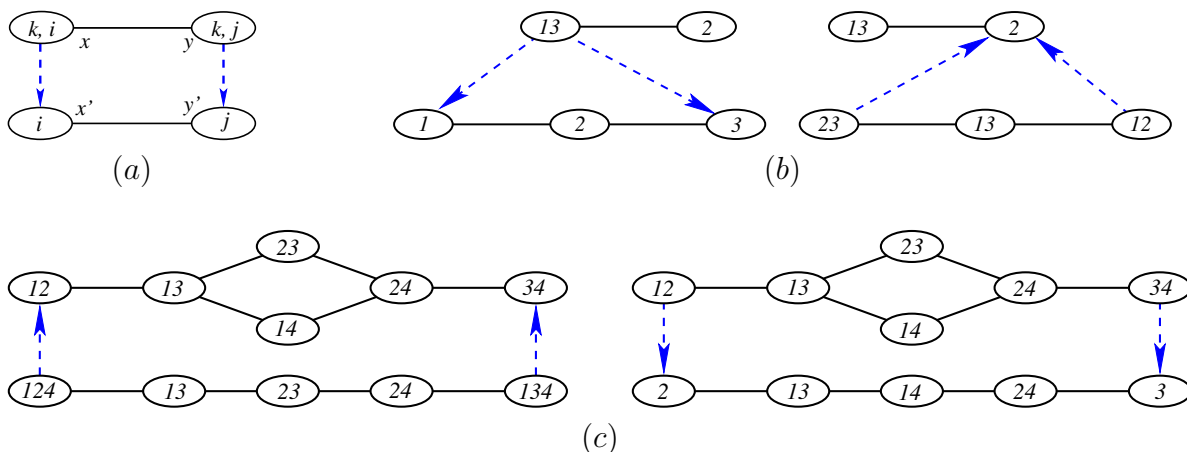 k, i k, j 13 2 13 2
x y
x' y'
i j 1 2 3 23 13 12
(a) (b)
23 23
12 13 24 34 12 13 24 34
14 14
124 13 23 24 134 2 13 14 24 3
(c)